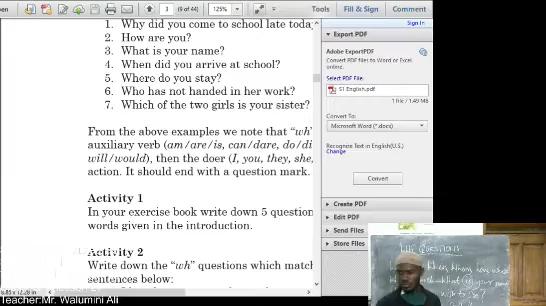 3 (9 of 44) 125% Tools Fill & Sign Comment
Sign In
1. Why did you come to school late toda
2. How are you?
3. What is your name?
4. When did you arrive at school?
5. Where do you stay?
6. Who has not handed in her work?
7. Which of the two girls is your sister?
From the above examples we note that “wh
auxiliary verb (am/are/is, can/dare, do/di
will/would), then the doer (I, you, they, she,
action. It should end with a question mark.
Activity 1
In your exercise book write down 5 question
words given in the introduction.
Activity 2
Write down the “wh” questions which match
sentences below:
Export PDF
Adobe ExportPDF
Convert PDF files to Word or Excel
online.
Select PDF File:
S1 English.pdf
1 file / 1.49 MB
Convert To:
Microsoft Word (*.docx)
Recognize Text in English(U.S.)
Change
Convert
Create PDF
Edit PDF
Send Files
Store Files
Questions
Teacher:Mr. Walumini Ali